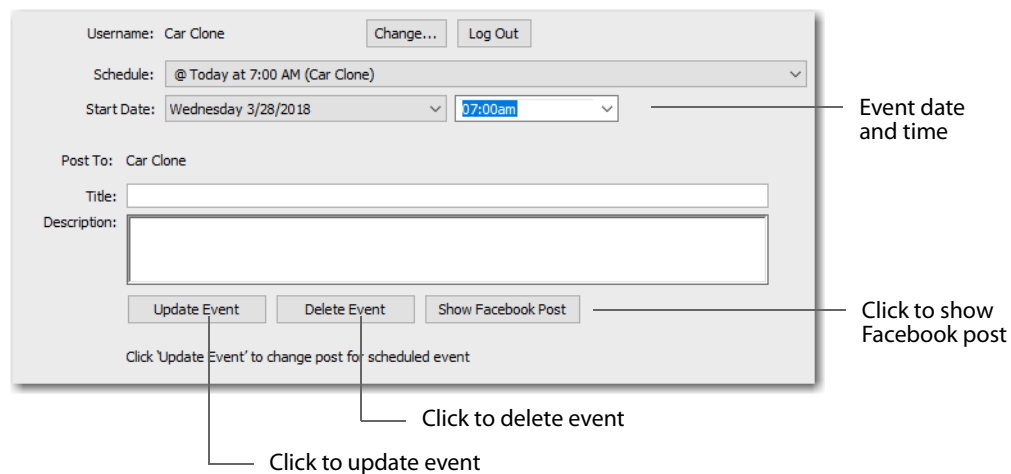 Username: Car Clone Change... Log Out
Schedule: @ Today at 7:00 AM (Car Clone)
Start Date: Wednesday 3/28/2018 07:00am
Event date
and time
Post To: Car Clone
Title:
Description:
Update Event Delete Event Show Facebook Post
Click to show
Facebook post
Click 'Update Event' to change post for scheduled event
Click to delete event
Click to update event